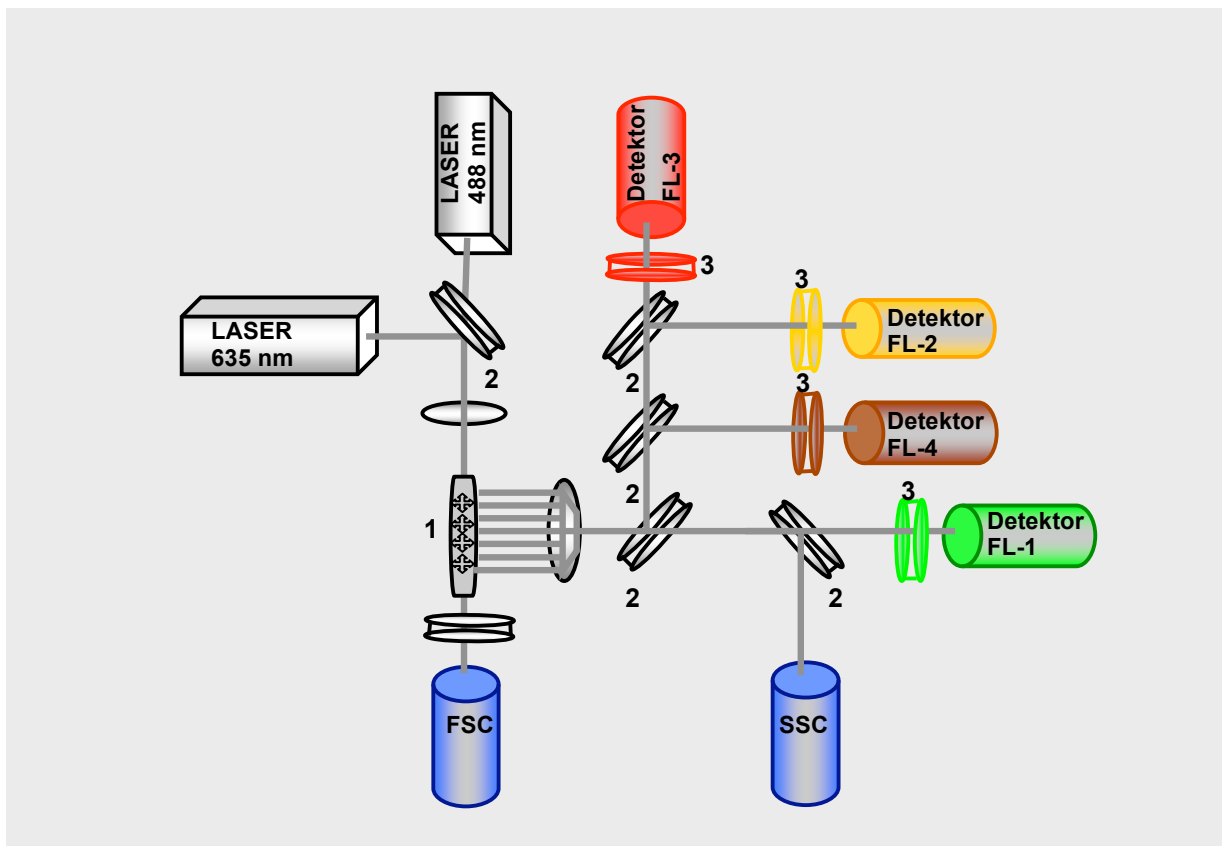 LASER
488 nm
Detektor
FL-3
3
3
Detektor
FL-2
LASER
635 nm
2
2
3
Detektor
FL-4
2
3
1
Detektor
FL-1
2
2
FSC
SSC